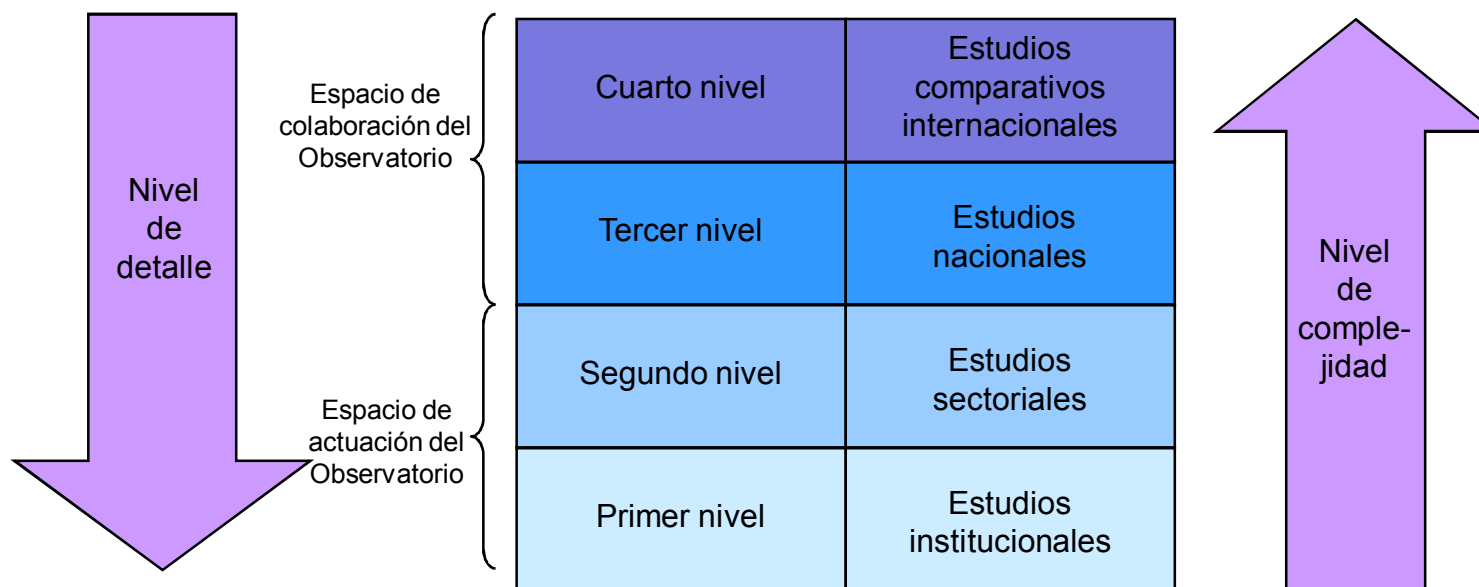 Nivel
de
detalle
Espacio de
colaboración del
Observatorio
Espacio de
actuación del
Observatorio
Cuarto nivel
Estudios
comparativos
internacionales
Tercer nivel
Estudios
nacionales
Segundo nivel
Estudios
sectoriales
Primer nivel
Estudios
institucionales
Nivel
de
comple-
jidad